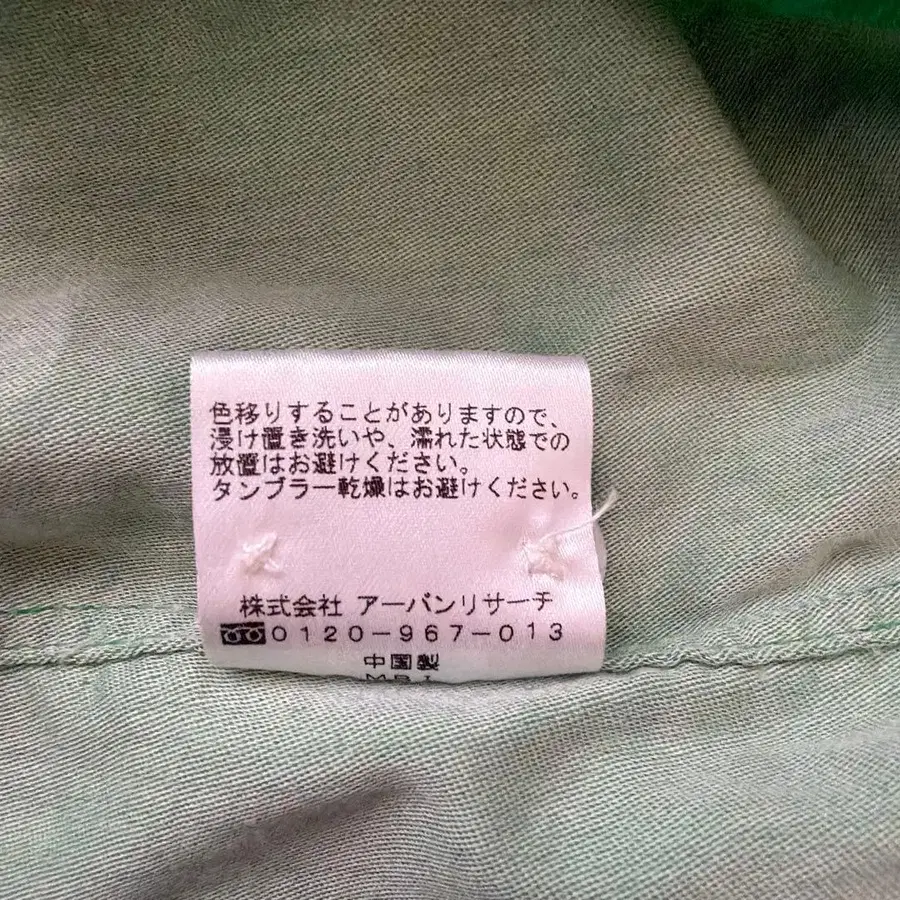 色移りすることがありますので、
浸け置き洗いや、濡れた状態での
放置はお避けください。
タンブラー乾燥はお避けください。
株式会社 アーバンリサーチ
0120-967-013
中国製